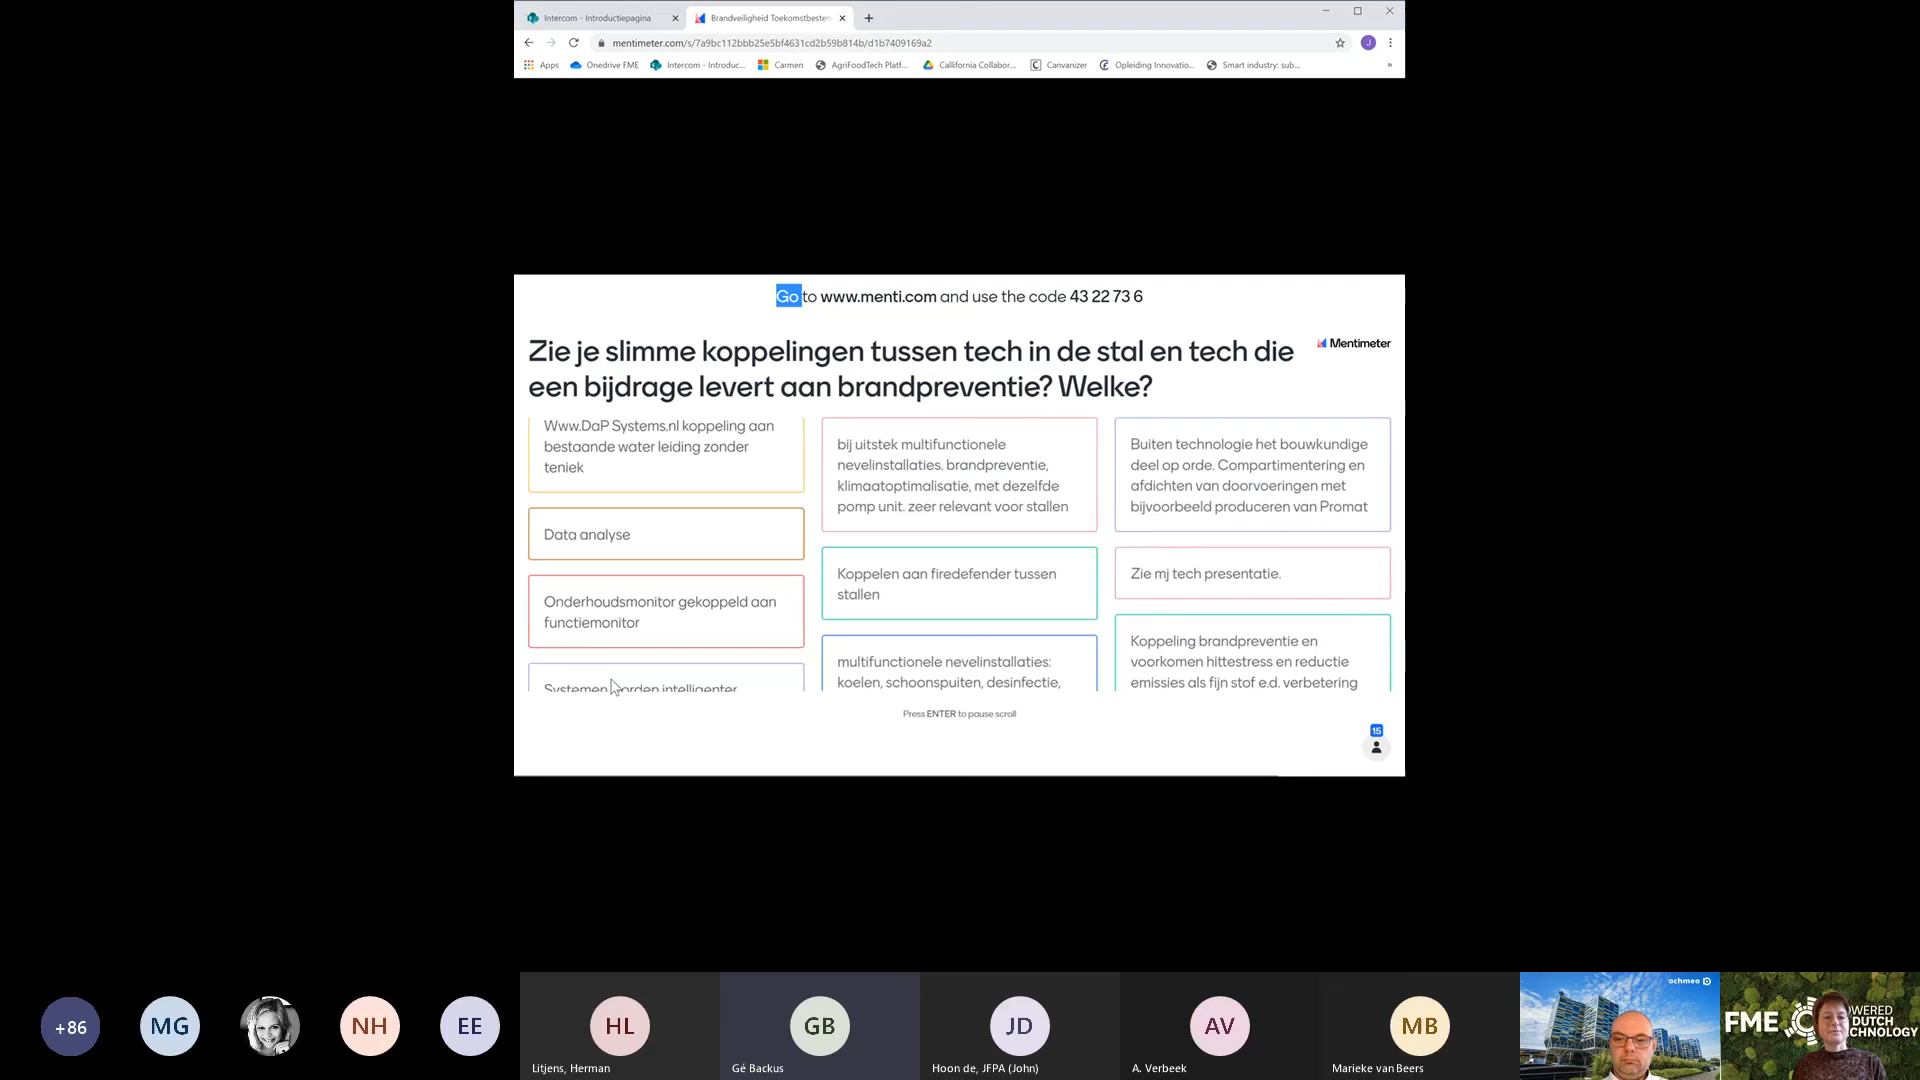 Intercom - Introductiepagina
Brandveiligheid Toekomstbesten
mentimeter.com/s/7a9bc112bbb25e5bf4631cd2b59b814b/d1b7409169a2
J
Apps
Onedrive FME
Intercom - Introduc...
Carmen
AgriFoodTech Platf...
Callifornia Collabor...
Canvanizer
Opleiding Innovatio...
Smart industry: sub...
»
Go to www.menti.com and use the code 43 22 73 6
Zie je slimme koppelingen tussen tech in de stal en tech die
een bijdrage levert aan brandpreventie? Welke?
Mentimeter
Www.DaP Systems.nl koppeling aan
bestaande water leiding zonder
teniek
Data analyse
Onderhoudsmonitor gekoppeld aan
functiemonitor
Systemen worden intelligenter
bij uitstek multifunctionele
nevelinstallaties. brandpreventie,
klimaatoptimalisatie, met dezelfde
pomp unit. zeer relevant voor stallen
Koppelen aan firedefender tussen
stallen
multifunctionele nevelinstallaties:
koelen, schoonspuiten, desinfectie,
Buiten technologie het bouwkundige
deel op orde. Compartimentering en
afdichten van doorvoeringen met
bijvoorbeeld produceren van Promat
Zie mj tech presentatie.
Koppeling brandpreventie en
voorkomen hittestress en reductie
emissies als fijn stof e.d. verbetering
Press ENTER to pause scroll
15
+86
MG
NH
EE
HL
Litjens, Herman
GB
Gé Backus
JD
Hoon de, JFPA (John)
AV
A. Verbeek
MB
Marieke van Beers
achmea
FME
OWERED
DUTCH
CHNOLOGY